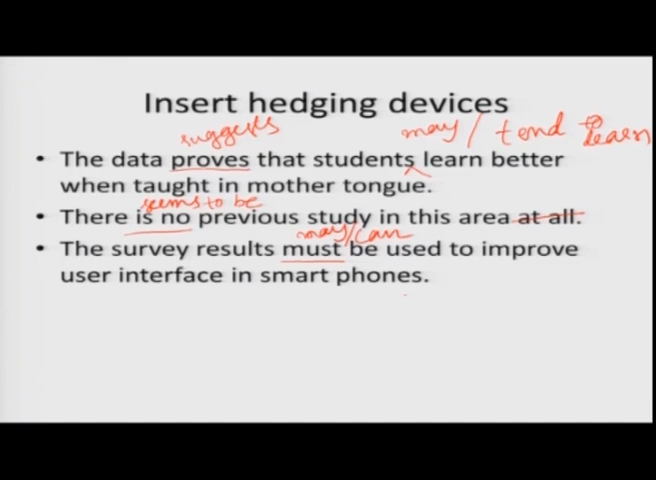 Insert hedging devices
suggests may / tend to learn
• The data proves that students learn better
when taught in mother tongue.
seems to be
• There is no previous study in this area at all.
may/can
• The survey results must be used to improve
user interface in smart phones.